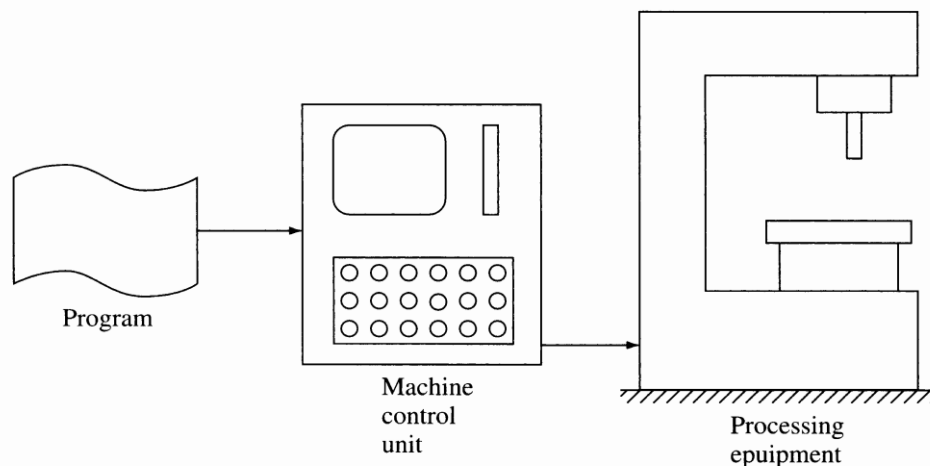 Program
Machine
control
unit
Processing
epuipment